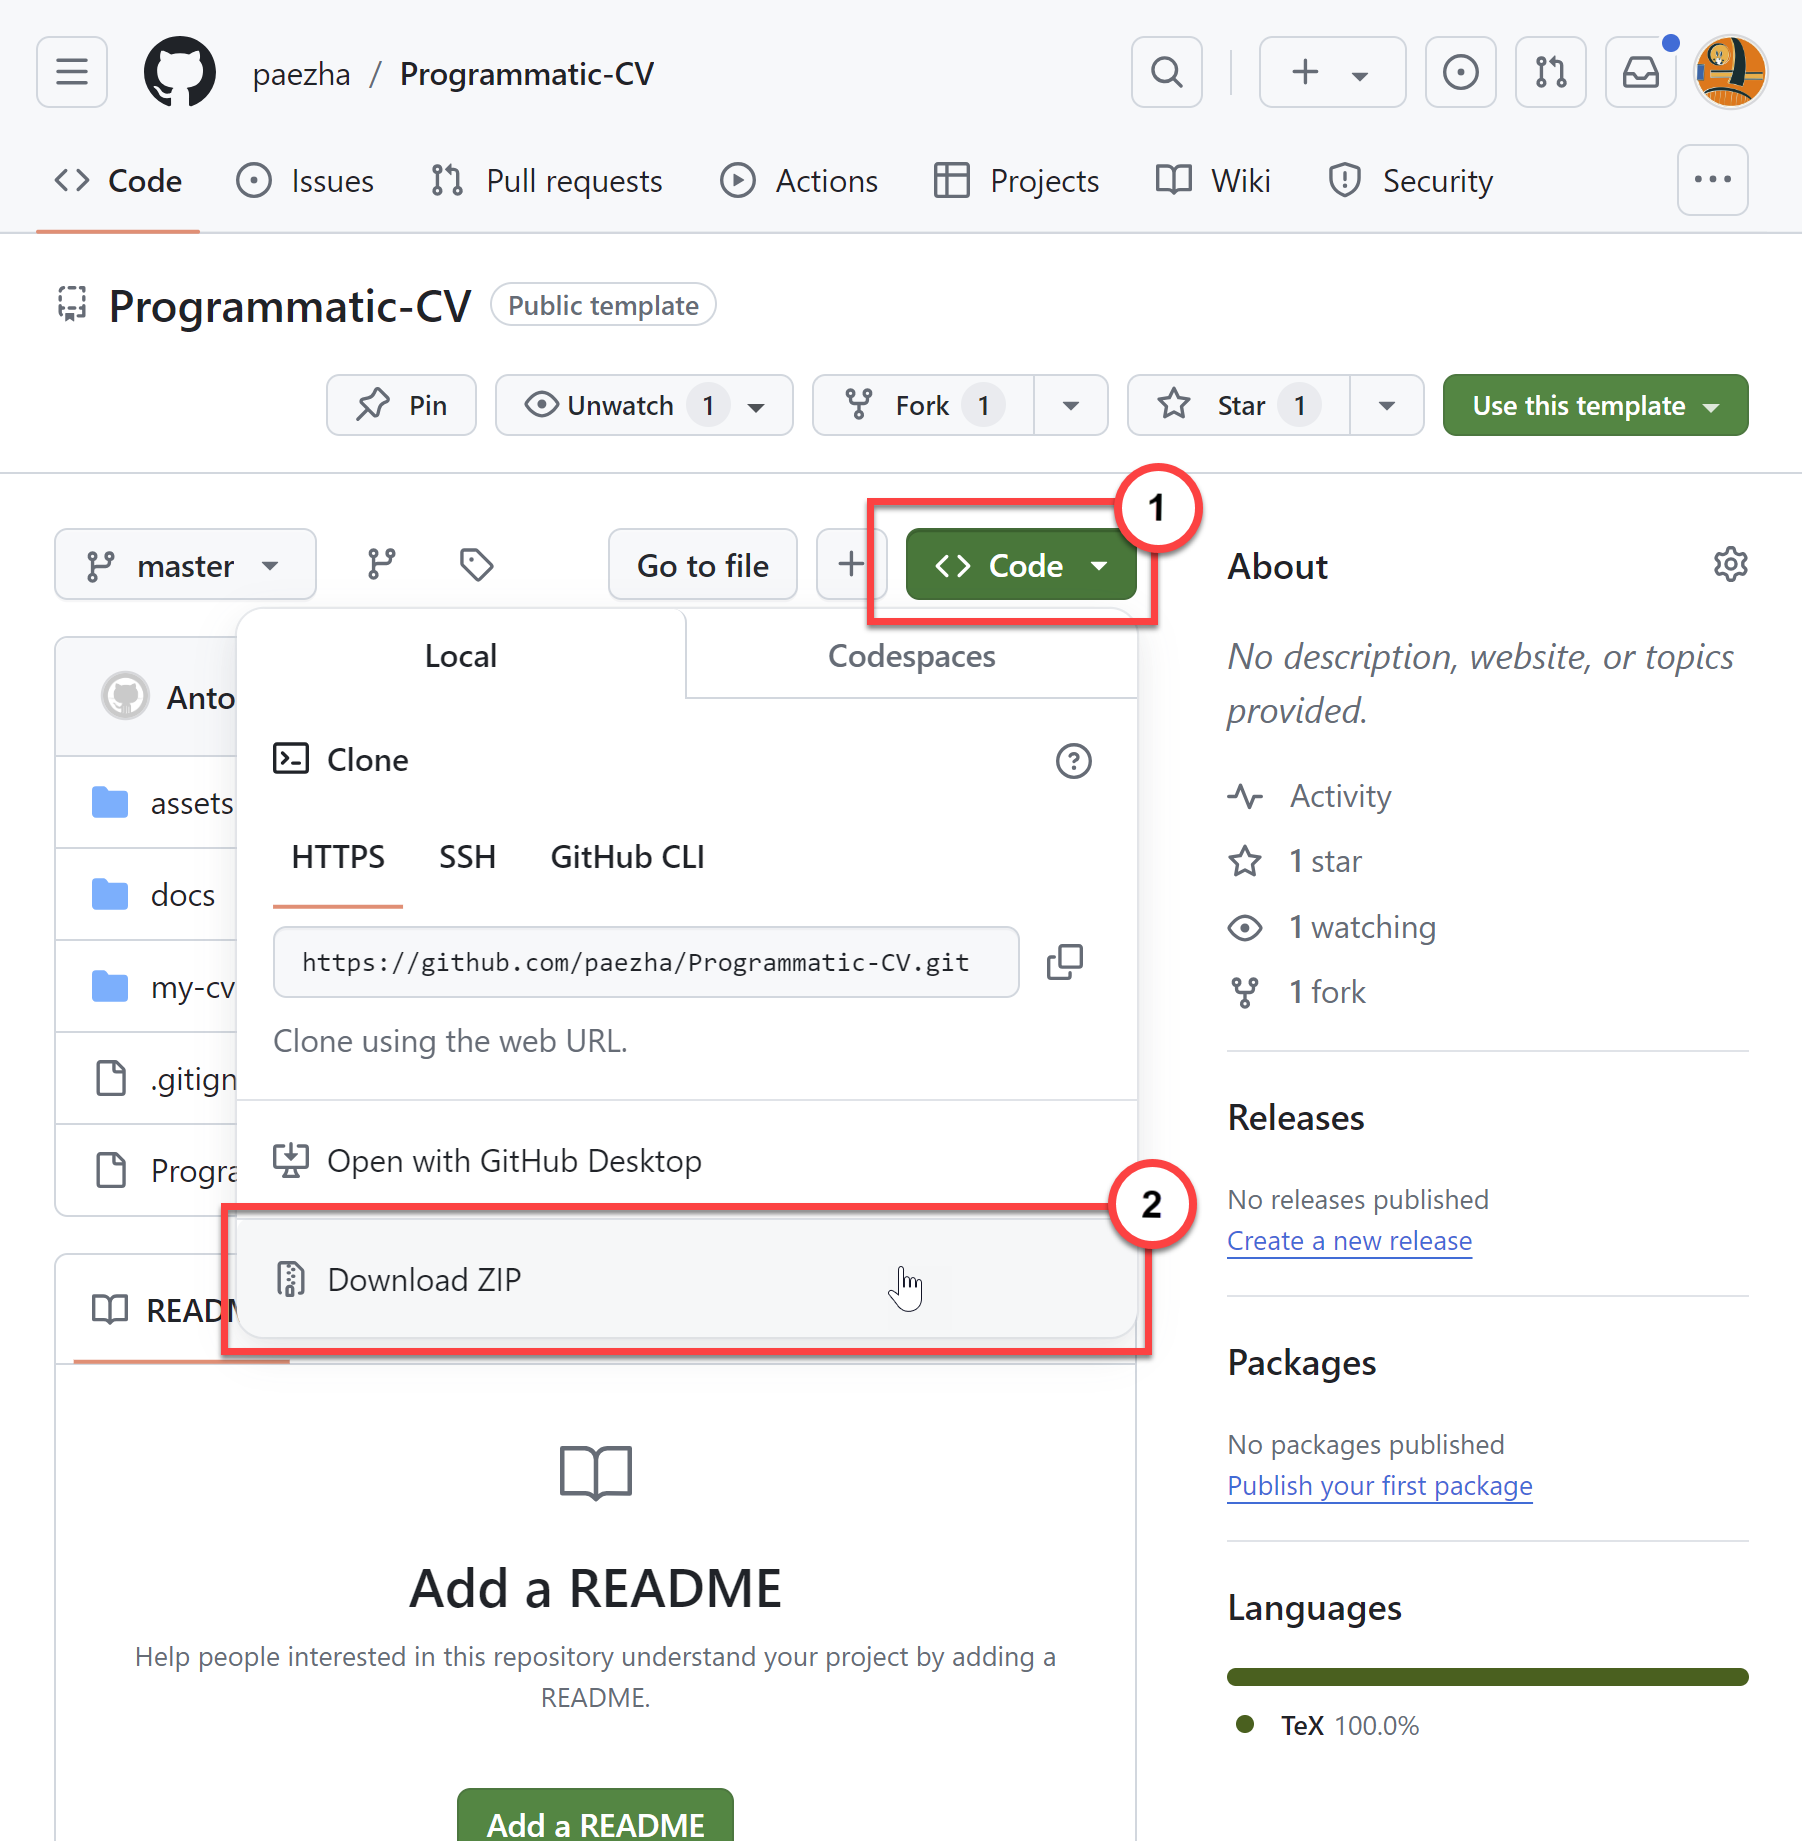 paezha / Programmatic-CV
Code Issues Pull requests Actions Projects Wiki Security
Programmatic-CV Public template
Pin Unwatch 1 Fork 1 Star 1 Use this template
1
master Go to file Code
About
Local Codespaces
No description, website, or topics
provided.
Anto
Clone
assets
Activity
HTTPS SSH GitHub CLI
1 star
docs
1 watching
https://github.com/paezha/Programmatic-CV.git
my-cv
1 fork
Clone using the web URL.
.gitign
Releases
Open with GitHub Desktop
Progra
2
No releases published
Create a new release
Download ZIP
READM
Packages
No packages published
Publish your first package
Add a README
Languages
Help people interested in this repository understand your project by adding a
README.
TeX 100.0%
Add a README